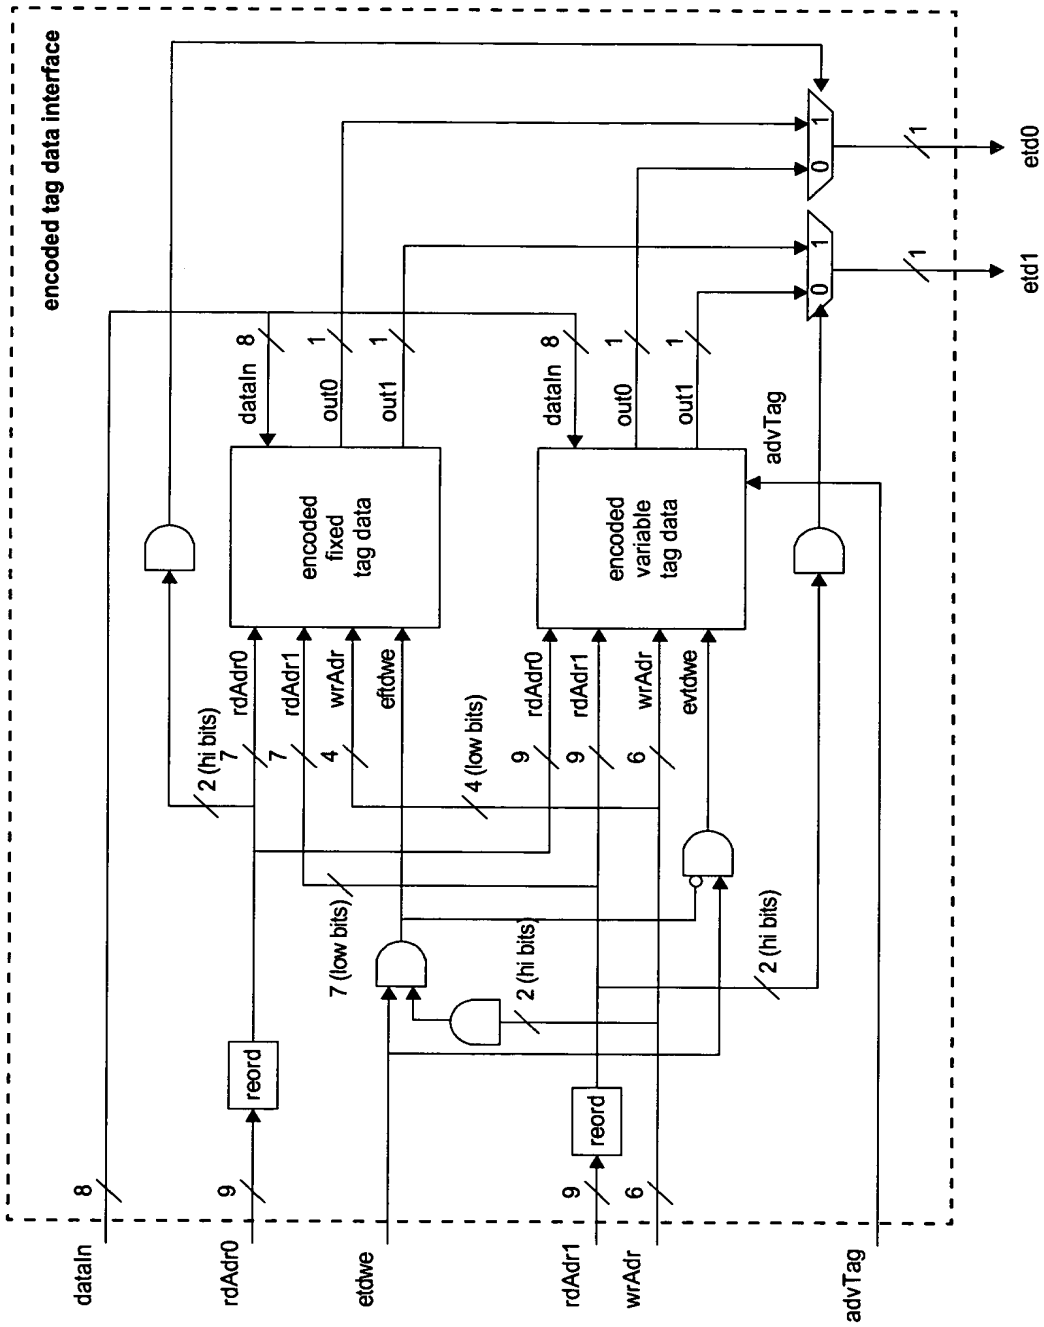 encoded tag data interface
dataIn
8
rdAdr0
9
reord
etdwe
rdAdr1
9
reord
wrAdr
6
advTag
2 (hi bits)
7
rdAdr0
7 (low bits)
7
rdAdr1
4
wrAdr
eftdwe
encoded
fixed
tag data
dataIn
8
out0
1
out1
1
2 (hi bits)
4 (low bits)
9
rdAdr0
9
rdAdr1
6
wrAdr
evtdwe
encoded
variable
tag data
dataIn
8
out0
1
out1
1
advTag
2 (hi bits)
0
1
1
etd1
0
1
1
etd0